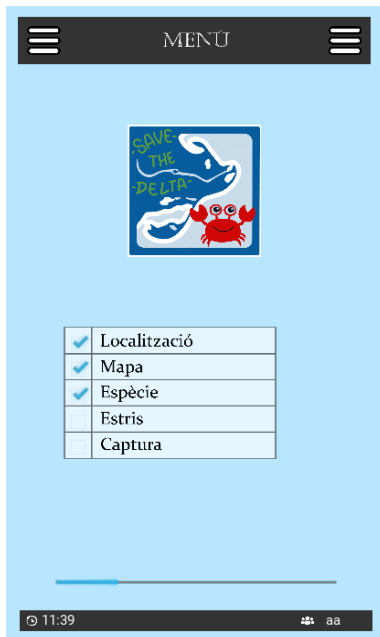 MENÚ
-SAVE-
THE
-DELTA-
Localització
Mapa
Espècie
Estris
Captura
11:39 aa